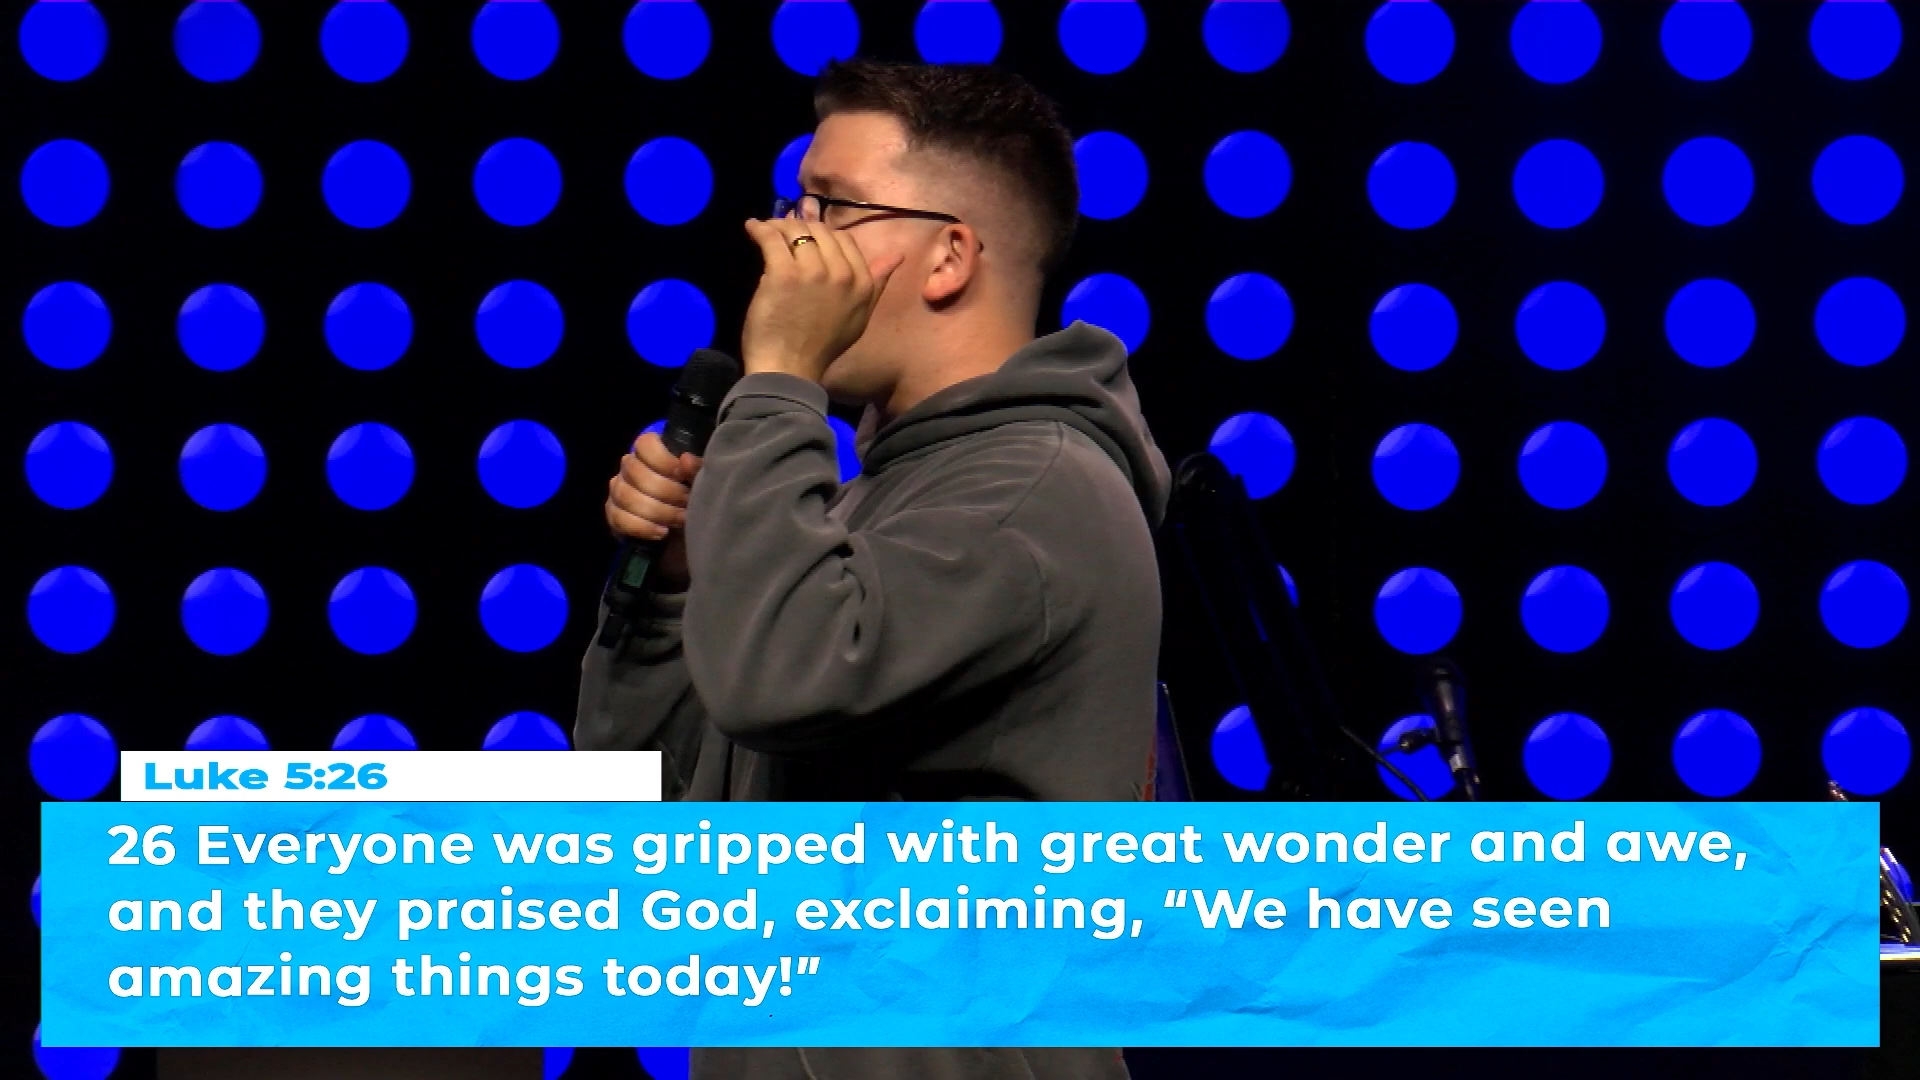 Luke 5:26
26 Everyone was gripped with great wonder and awe,
and they praised God, exclaiming, “We have seen
amazing things today!”